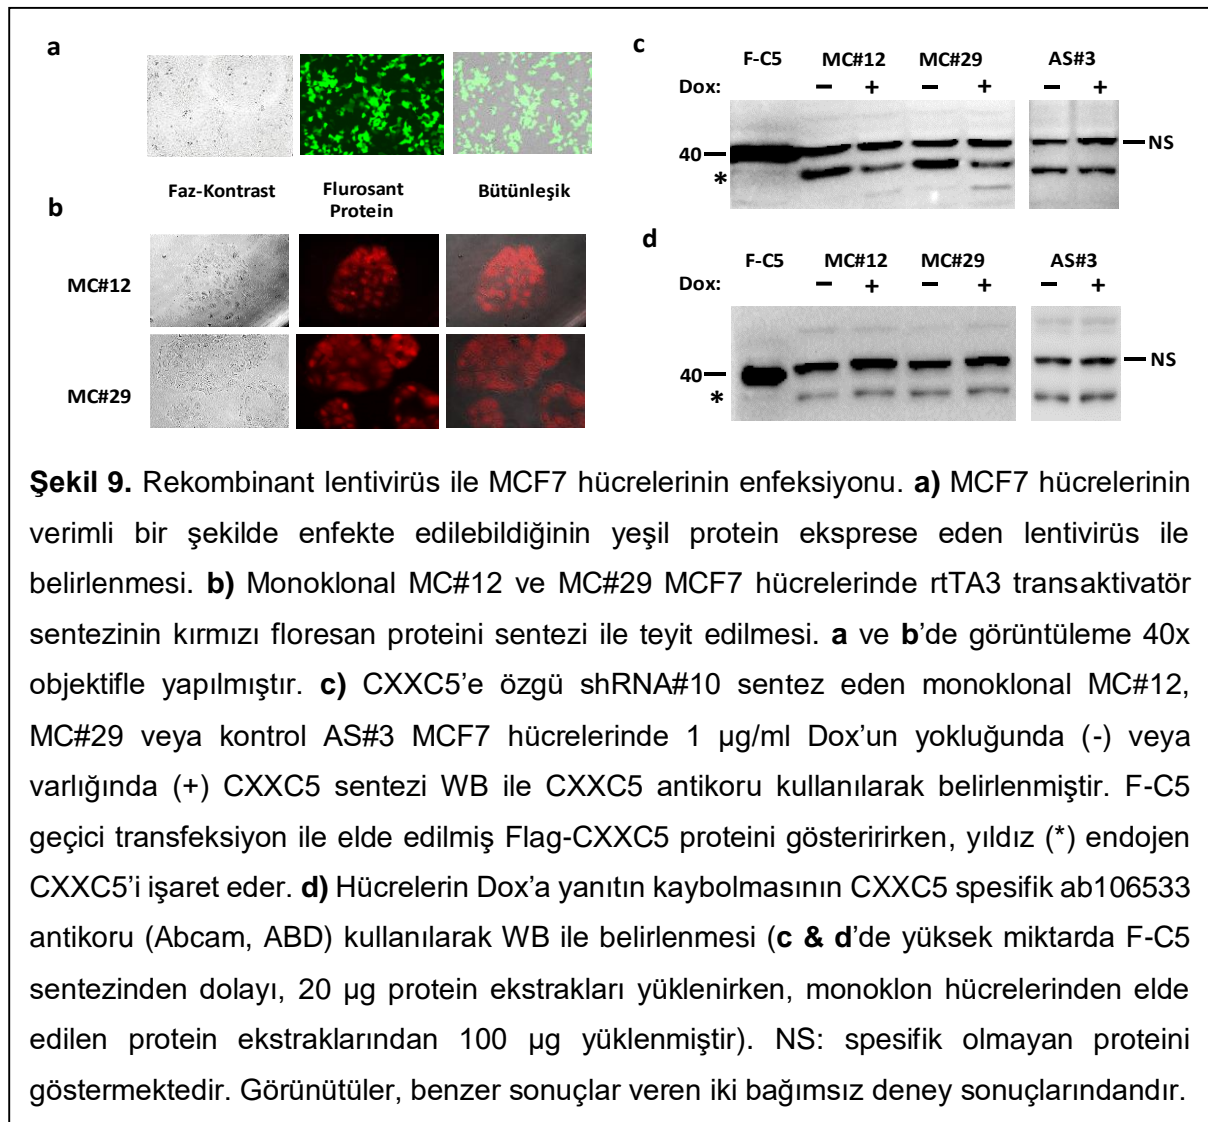 a
Faz-Kontrast
Flurosant
Protein
Bütünleşik
b
MC#12
MC#29
c
F-C5 MC#12 MC#29 AS#3
Dox: – + – + – +
40
NS
*
d
F-C5 MC#12 MC#29 AS#3
Dox: – + – + – +
40
NS
*
Şekil 9. Rekombinant lentivirüs ile MCF7 hücrelerinin enfeksiyonu. a) MCF7 hücrelerinin
verimli bir şekilde enfekte edilebildiğinin yeşil protein eksprese eden lentivirüs ile
belirlenmesi. b) Monoklonal MC#12 ve MC#29 MCF7 hücrelerinde rtTA3 transaktivatör
sentezinin kırmızı floresan proteini sentezi ile teyit edilmesi. a ve b’de görüntüleme 40x
objektifle yapılmıştır. c) CXXC5’e özgü shRNA#10 sentez eden monoklonal MC#12,
MC#29 veya kontrol AS#3 MCF7 hücrelerinde 1 µg/ml Dox’un yokluğunda (-) veya
varlığında (+) CXXC5 sentezi WB ile CXXC5 antikoru kullanılarak belirlenmiştir. F-C5
geçici transfeksiyon ile elde edilmiş Flag-CXXC5 proteini gösteririrken, yıldız (*) endojen
CXXC5’i işaret eder. d) Hücrelerin Dox’a yanıtın kaybolmasının CXXC5 spesifik ab106533
antikoru (Abcam, ABD) kullanılarak WB ile belirlenmesi (c & d’de yüksek miktarda F-C5
sentezinden dolayı, 20 µg protein ekstrakları yüklenirken, monoklon hücrelerinden elde
edilen protein ekstraklarından 100 µg yüklenmiştir). NS: spesifik olmayan proteini
göstermektedir. Görünütüler, benzer sonuçlar veren iki bağımsız deney sonuçlarındandır.